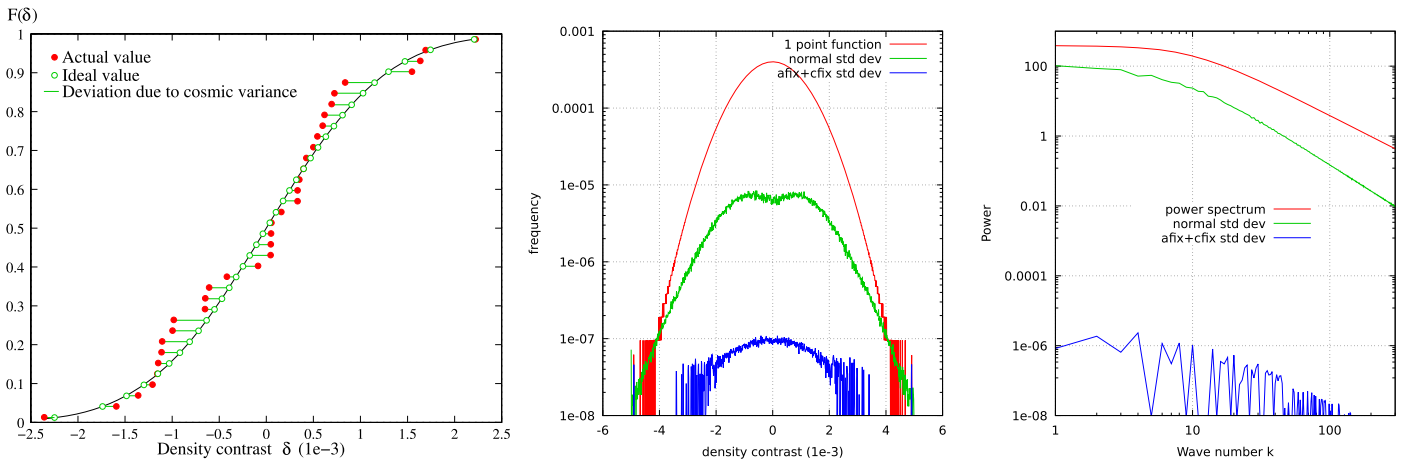 F(δ)
1
0.9
0.8
0.7
0.6
0.5
0.4
0.3
0.2
0.1
0
Actual value
Ideal value
Deviation due to cosmic variance
−2.5 −2 −1.5 −1 −0.5 0 0.5 1 1.5 2 2.5
Density contrast δ (1e−3)
frequency
0.001
0.0001
1e-05
1e-06
1e-07
1e-08
1 point function
normal std dev
afix+cfix std dev
-6 -4 -2 0 2 4 6
density contrast (1e-3)
Power
100
1
0.01
0.0001
1e-06
1e-08
power spectrum
normal std dev
afix+cfix std dev
1 10 100
Wave number k